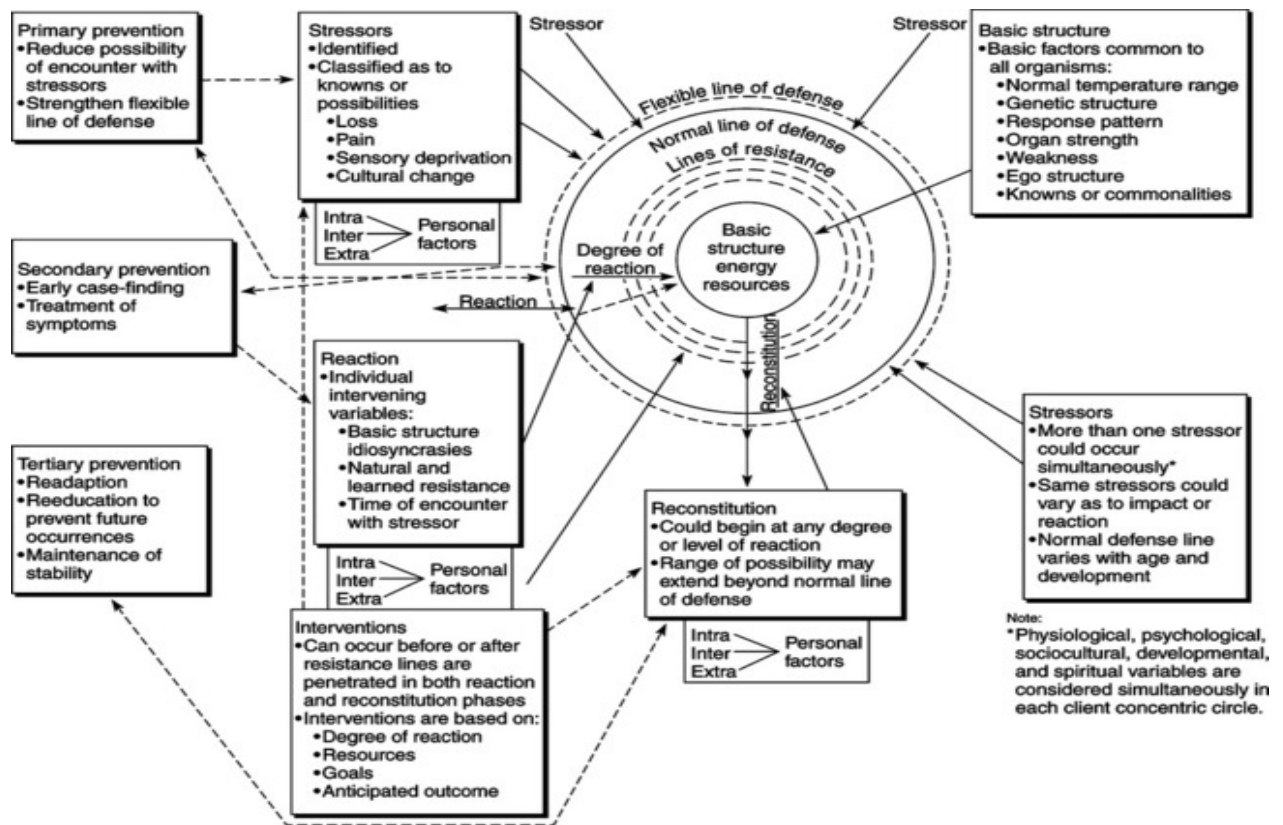 Primary prevention
•Reduce possibility
of encounter with
stressors
•Strengthen flexible
line of defense
Stressors
•Identified
•Classified as to
knowns or
possibilities
•Loss
•Pain
•Sensory deprivation
•Cultural change
Intra
Inter
Extra
Personal
factors
Stressor
Stressor
Flexible line of defense
Normal line of defense
Lines of resistance
Basic
structure
energy
resources
Degree of
reaction
Reaction
Reconstitution
Basic structure
•Basic factors common to
all organisms:
•Normal temperature range
•Genetic structure
•Response pattern
•Organ strength
•Weakness
•Ego structure
•Knowns or commonalities
Secondary prevention
•Early case-finding
•Treatment of
symptoms
Reaction
•Individual
intervening
variables:
•Basic structure
idiosyncrasies
•Natural and
learned resistance
•Time of encounter
with stressor
Intra
Inter
Extra
Personal
factors
Tertiary prevention
•Readaption
•Reeducation to
prevent future
occurrences
•Maintenance of
stability
Interventions
•Can occur before or after
resistance lines are
penetrated in both reaction
and reconstitution phases
•Interventions are based on:
•Degree of reaction
•Resources
•Goals
•Anticipated outcome
Reconstitution
•Could begin at any degree
or level of reaction
•Range of possibility may
extend beyond normal line
of defense
Intra
Inter
Extra
Personal
factors
Stressors
•More than one stressor
could occur
simultaneously*
•Same stressors could
vary as to impact or
reaction
•Normal defense line
varies with age and
development
Note:
*Physiological, psychological,
sociocultural, developmental,
and spiritual variables are
considered simultaneously in
each client concentric circle.